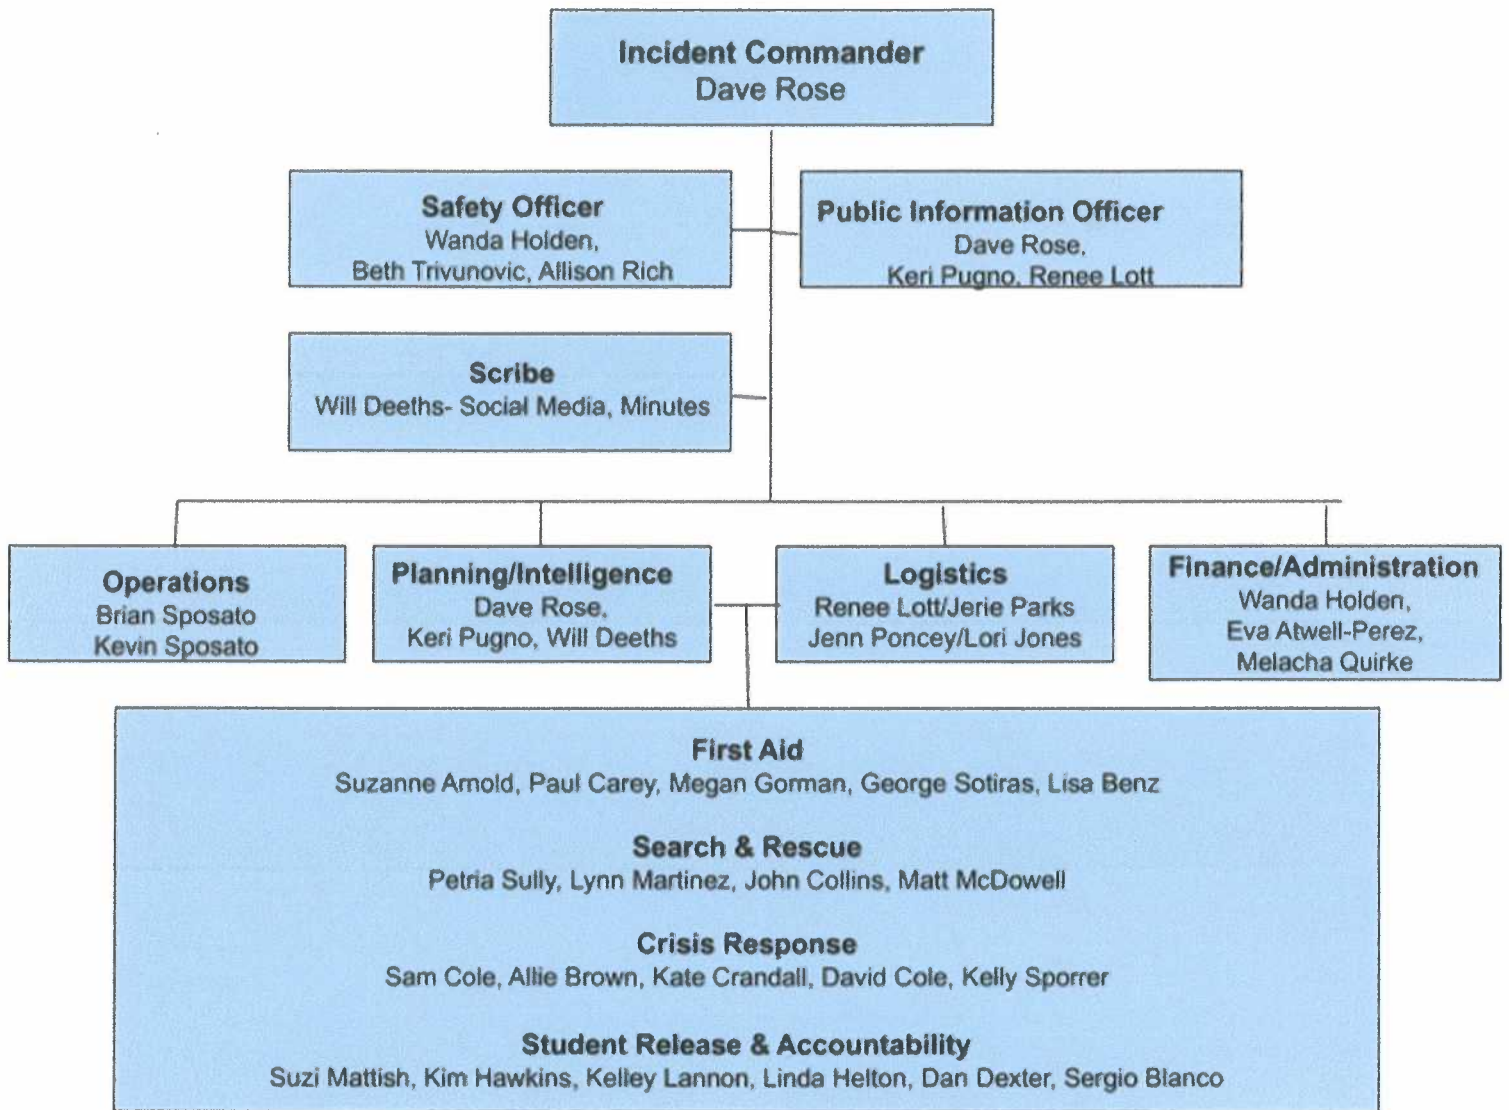 Incident Commander
Dave Rose
Safety Officer
Wanda Holden,
Beth Trivunovic, Allison Rich
Public Information Officer
Dave Rose,
Keri Pugno, Renee Lott
Scribe
Will Deeths- Social Media, Minutes
Operations
Brian Sposato
Kevin Sposato
Planning/Intelligence
Dave Rose,
Keri Pugno, Will Deeths
Logistics
Renee Lott/Jerie Parks
Jenn Poncey/Lori Jones
Finance/Administration
Wanda Holden,
Eva Atwell-Perez,
Melacha Quirke
First Aid
Suzanne Arnold, Paul Carey, Megan Gorman, George Sotiras, Lisa Benz
Search & Rescue
Petria Sully, Lynn Martinez, John Collins, Matt McDowell
Crisis Response
Sam Cole, Allie Brown, Kate Crandall, David Cole, Kelly Sporrer
Student Release & Accountability
Suzi Mattish, Kim Hawkins, Kelley Lannon, Linda Helton, Dan Dexter, Sergio Blanco